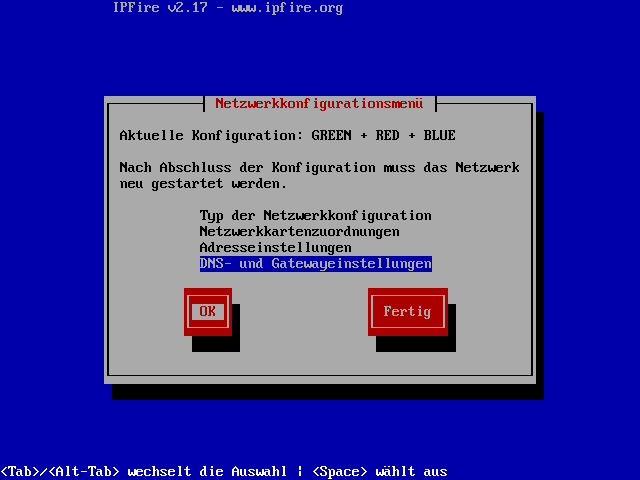 IPFire v2.17 - www.ipfire.org
Netzwerkkonfigurationsmenü
Aktuelle Konfiguration: GREEN + RED + BLUE
Nach Abschluss der Konfiguration muss das Netzwerk
neu gestartet werden.
Typ der Netzwerkkonfiguration
Netzwerkkartenzuordnungen
Adresseinstellungen
DNS- und Gatewayeinstellungen
OK Fertig
<Tab>/<Alt-Tab> wechselt die Auswahl | <Space> wählt aus